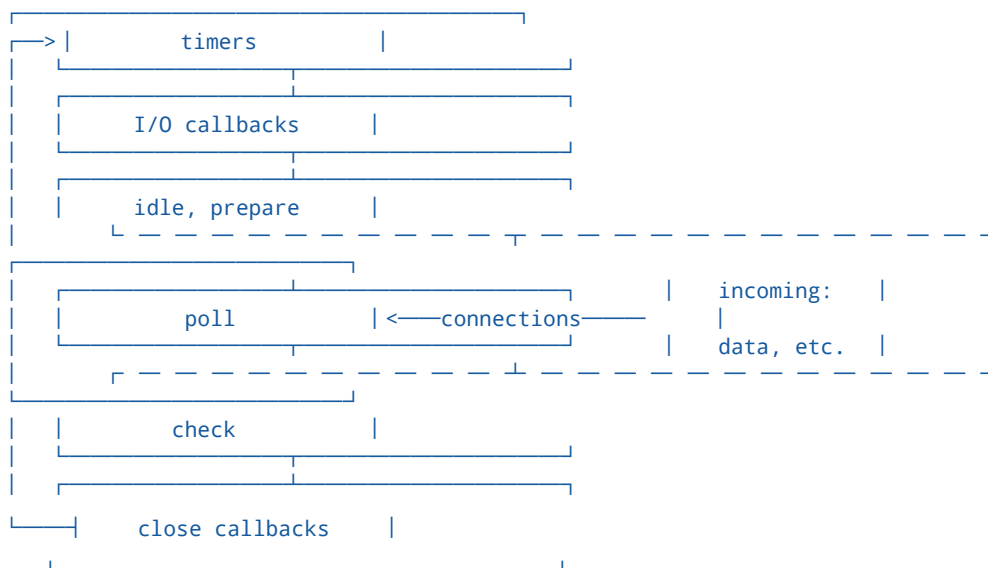 timers
I/O callbacks
idle, prepare
incoming:
poll
connections
data, etc.
check
close callbacks